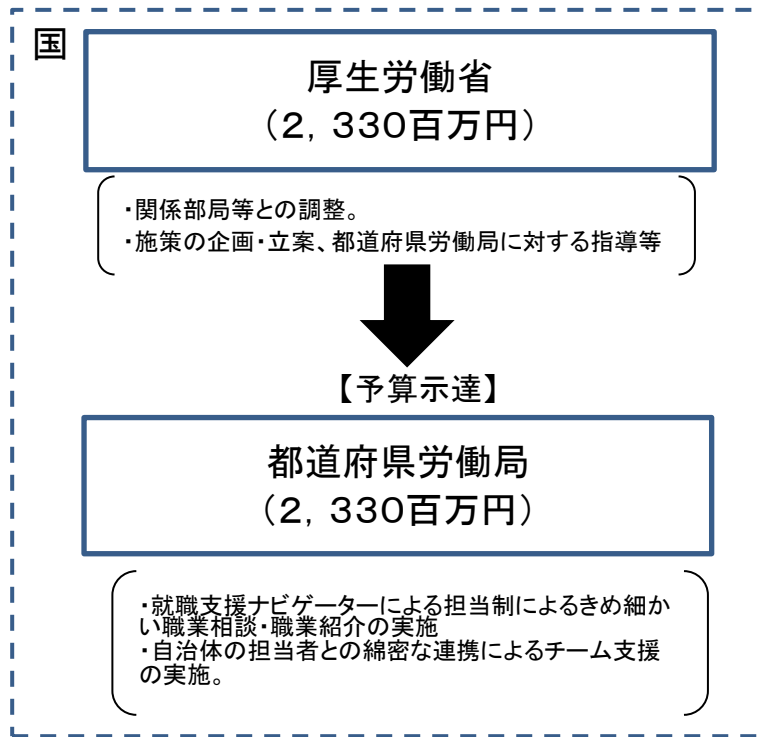 国
厚生労働省
(2, 330百万円)
・関係部局等との調整。
・施策の企画・立案、都道府県労働局に対する指導等
【予算示達】
都道府県労働局
(2, 330百万円)
・就職支援ナビゲーターによる担当制によるきめ細か
い職業相談・職業紹介の実施
・自治体の担当者との綿密な連携によるチーム支援
の実施。